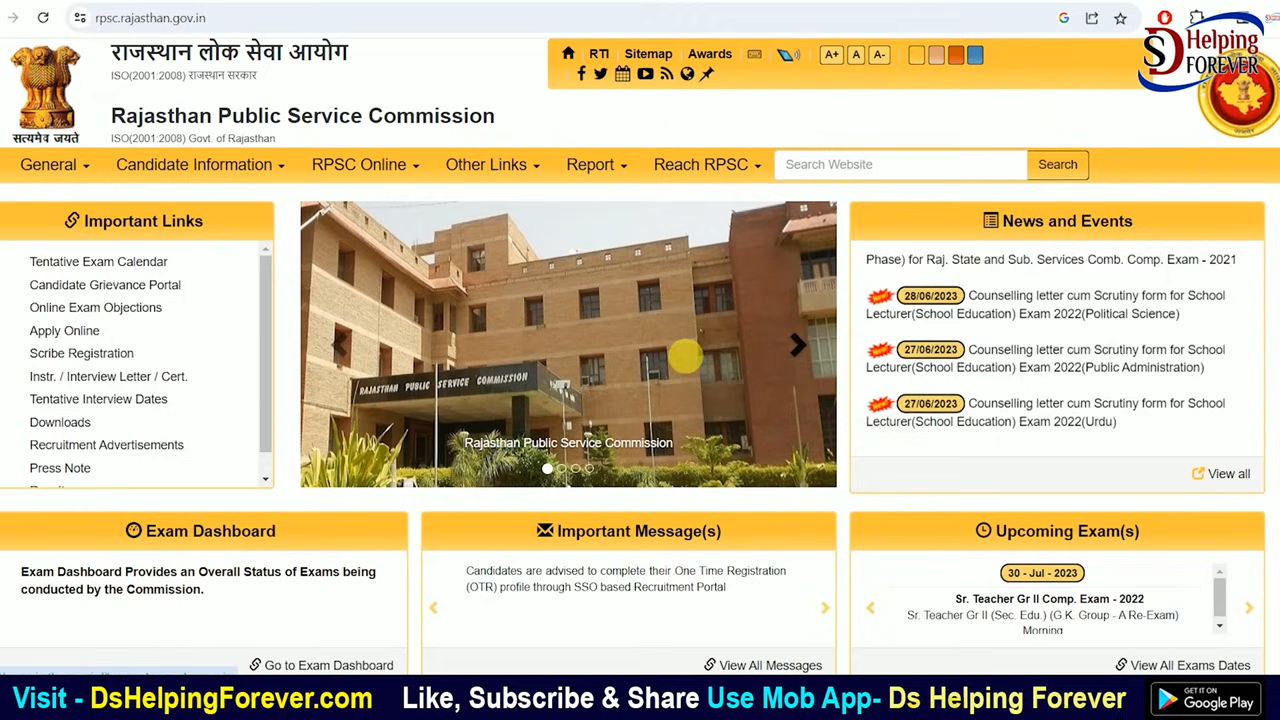 rpsc.rajasthan.gov.in
राजस्थान लोक सेवा आयोग
ISO(2001:2008) राजस्थान सरकार
Rajasthan Public Service Commission
ISO(2001:2008) Govt. of Rajasthan
सत्यमेव जयते
RTI Sitemap Awards A+ A A-
DS Helping
FOREVER
General Candidate Information RPSC Online Other Links Report Reach RPSC Search Website Search
Important Links
Tentative Exam Calendar
Candidate Grievance Portal
Online Exam Objections
Apply Online
Scribe Registration
Instr. / Interview Letter / Cert.
Tentative Interview Dates
Downloads
Recruitment Advertisements
Press Note
RAJASTHAN PUBLIC SERVICE COMMISSION
Rajasthan Public Service Commission
News and Events
Phase) for Raj. State and Sub. Services Comb. Comp. Exam - 2021
New 28/06/2023 Counselling letter cum Scrutiny form for School
Lecturer(School Education) Exam 2022(Political Science)
New 27/06/2023 Counselling letter cum Scrutiny form for School
Lecturer(School Education) Exam 2022(Public Administration)
New 27/06/2023 Counselling letter cum Scrutiny form for School
Lecturer(School Education) Exam 2022(Urdu)
View all
Exam Dashboard
Exam Dashboard Provides an Overall Status of Exams being
conducted by the Commission.
Go to Exam Dashboard
Important Message(s)
Candidates are advised to complete their One Time Registration
(OTR) profile through SSO based Recruitment Portal
View All Messages
Upcoming Exam(s)
30 - Jul - 2023
Sr. Teacher Gr II Comp. Exam - 2022
Sr. Teacher Gr II (Sec. Edu.) (G.K. Group - A Re-Exam)
Morning
View All Exams Dates
Visit - DsHelpingForever.com Like, Subscribe & Share Use Mob App- Ds Helping Forever GET IT ON
Google Play